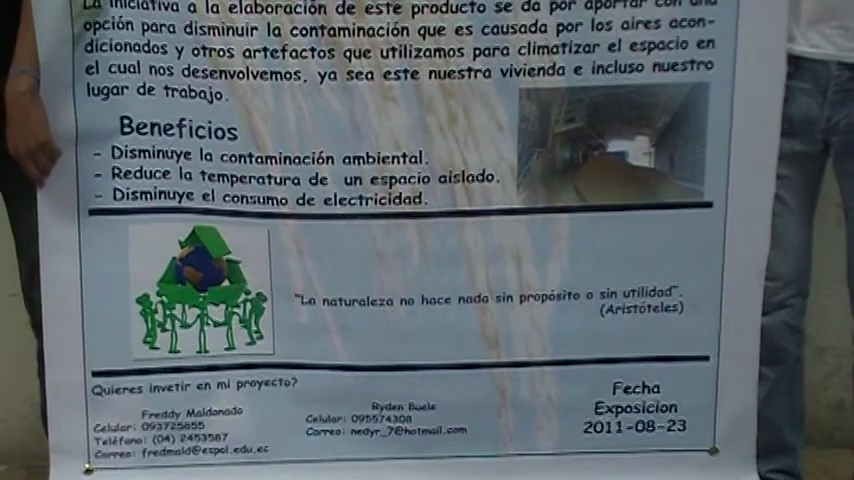 La iniciativa a la elaboración de este producto se da por aportar con una
opción para disminuir la contaminación que es causada por los aires acon-
dicionados y otros artefactos que utilizamos para climatizar el espacio en
el cual nos desenvolvemos, ya sea este nuestra vivienda e incluso nuestro
lugar de trabajo.
Beneficios
- Disminuye la contaminación ambiental.
- Reduce la temperatura de un espacio aislado.
- Disminuye el consumo de electricidad.
"La naturaleza no hace nada sin propósito o sin utilidad".
(Aristóteles)
Quieres invetir en mi proyecto?
Freddy Maldonado
Celular: 093725855
Teléfono: (04) 2453587
Correo: fredmald@espol.edu.ec
Ryden Buele
Celular: 095574308
Correo: nedyr_7@hotmail.com
Fecha
Exposicion
2011-08-23